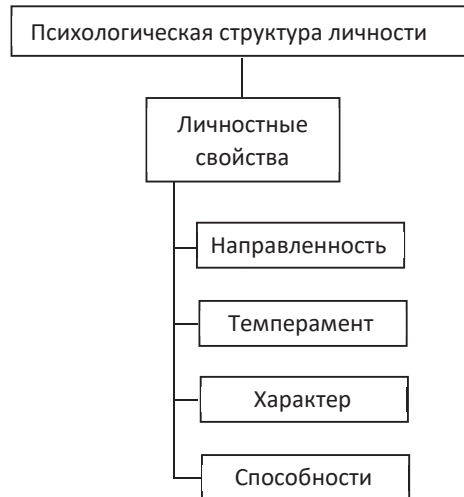 Психологическая структура личности
Личностные
свойства
Направленность
Темперамент
Характер
Способности